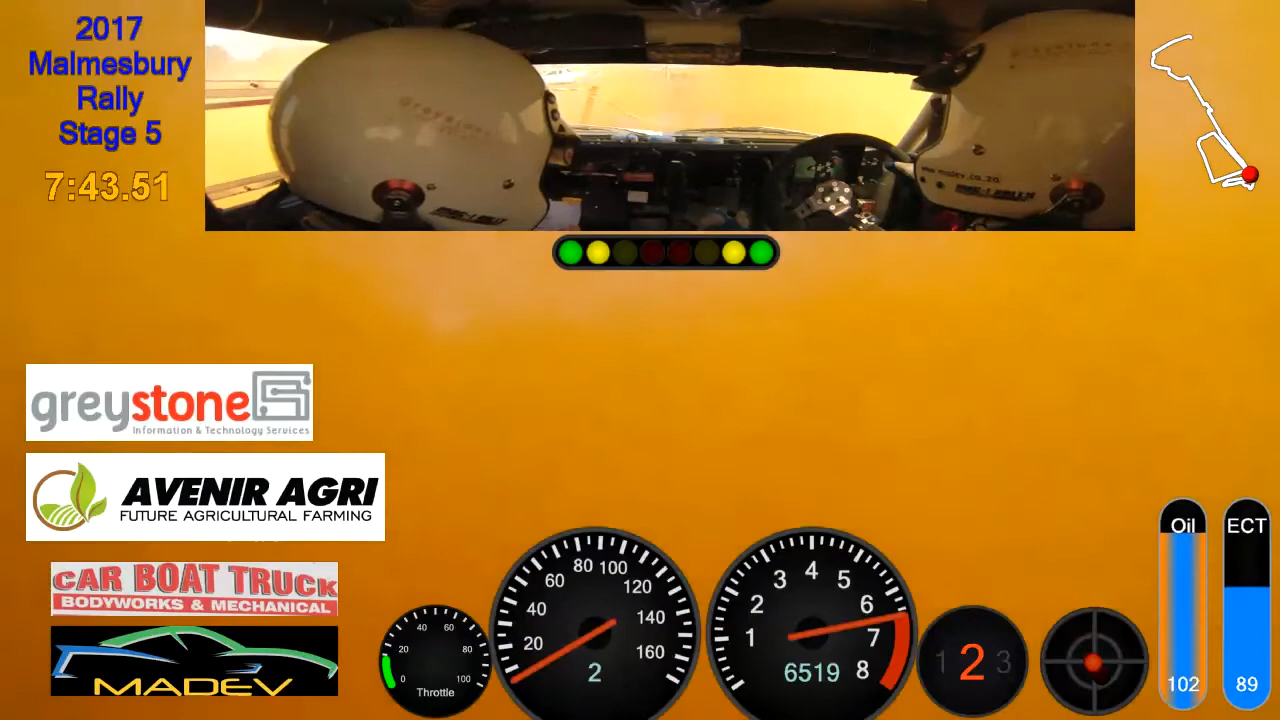 2017
Malmesbury
Rally
Stage 5
7:43.51
greystone
Information & Technology Services
AVENIR AGRI
FUTURE AGRICULTURAL FARMING
CAR BOAT TRUCK
BODYWORKS & MECHANICAL
MADEV
0 20 40 60 80 100
Throttle
20 40 60 80 100 120 140 160
2
1 2 3 4 5 6 7 8
6519
1 2 3
Oil
102
ECT
89